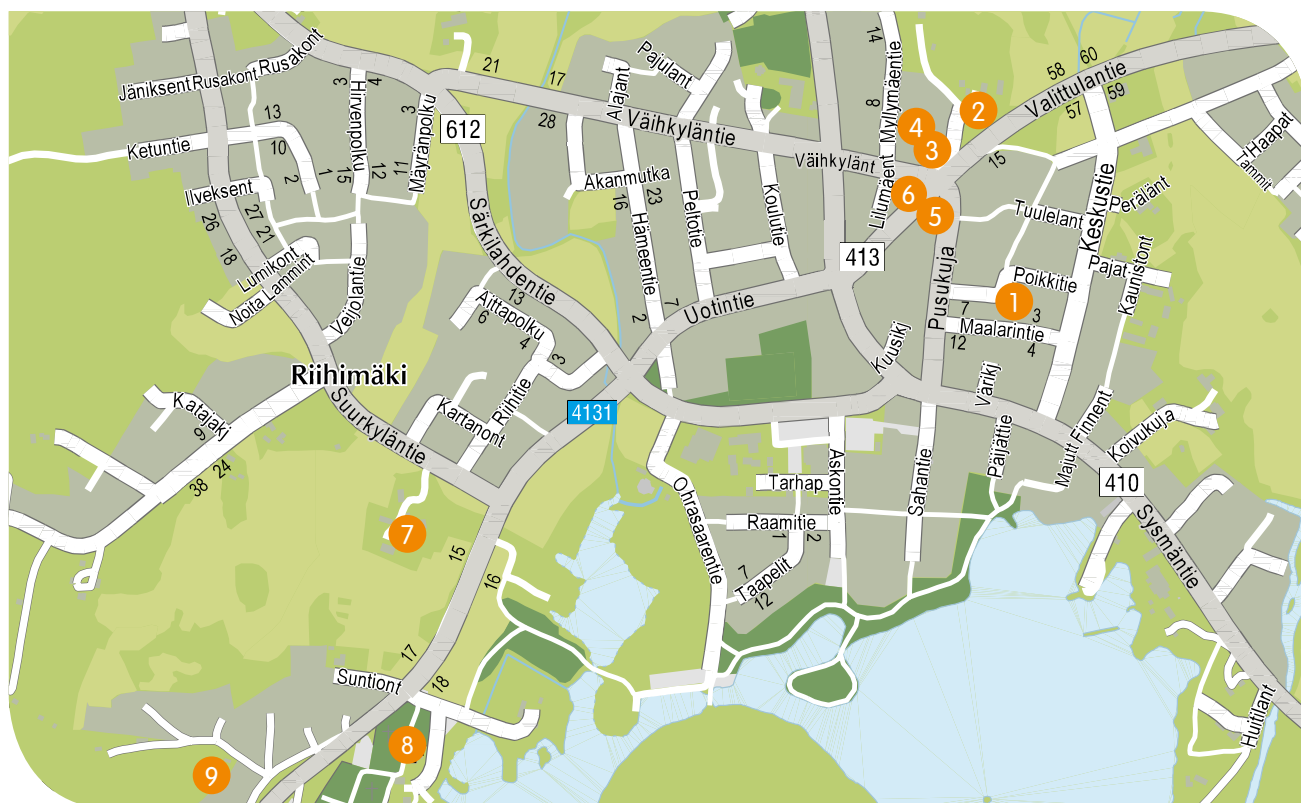 14
Pajulant
Rusakont
JäniksentRusakont
3
4
Hirvenpolku
21
17
Alajant
8
Myllymäentie
58
60
Valittulantie
57
59
2
4
3
13
Ketuntie
10
2
1
15
12
11
3
Mäyränpolku
612
28
Väihkyläntie
Väihkylänt
15
Haapat
Tammit
Ilveksent
27
21
26
18
Akanmutka
16
23
Hämeentie
Peltotie
Koulutie
Lilumäent
6
5
Tuulelant
Perälänt
Keskustie
Särkilahdentie
Lumikont
Noita Lammint
Veijolantie
413
Pusukuja
Poikkitie
1
Pajat
Kaunistont
13
Aittapolku
6
4
3
7
2
Uotintie
7
3
Maalarintie
12
4
Kuusikj
Värikj
Riihimäki
Suurkyläntie
Katajakj
9
24
38
Kartanont
Riihitie
4131
Päijättie
Majutt Finnent
Koivukuja
410
Sysmäntie
Ohrasaarentie
Tarhap
Raamitie
1
2
Askontie
Sahantie
7
Taapelit
12
7
15
16
17
Suntiont
18
8
9
Huitilant